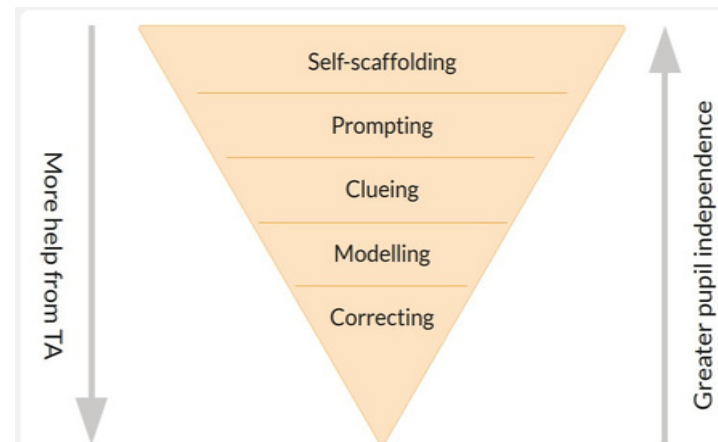 Self-scaffolding
Prompting
Clueing
Modelling
Correcting
More help from TA
Greater pupil independence